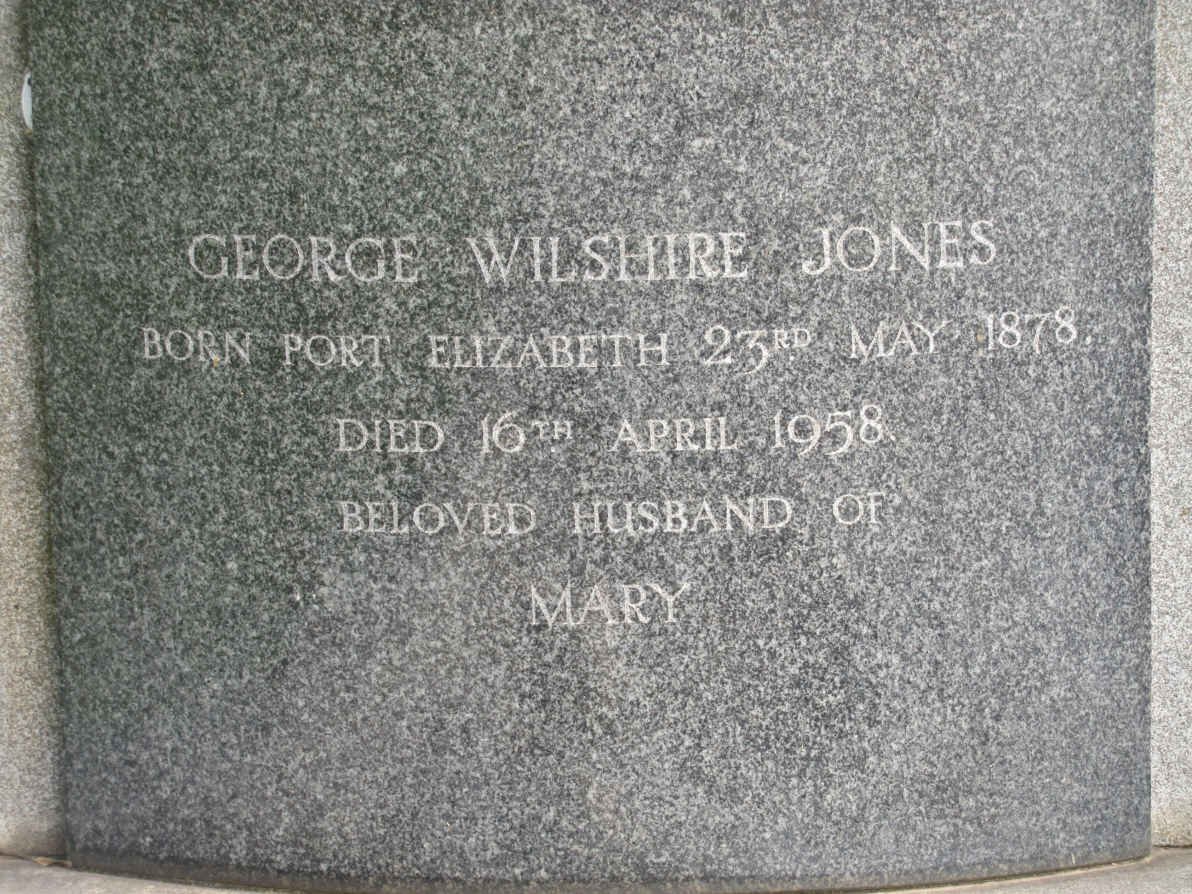 GEORGE WILSHIRE JONES
BORN PORT ELIZABETH 23RD MAY 1878.
DIED 16TH APRIL 1958.
BELOVED HUSBAND OF
MARY